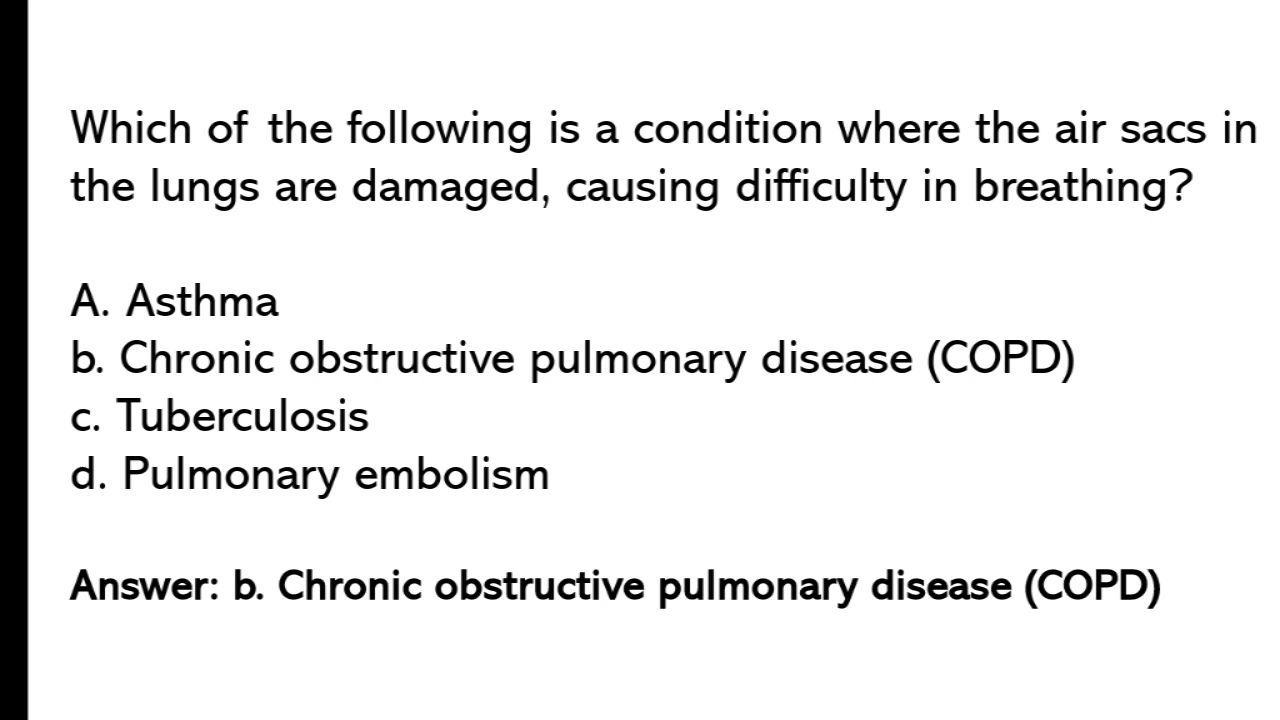 Which of the following is a condition where the air sacs in
the lungs are damaged, causing difficulty in breathing?
A. Asthma
b. Chronic obstructive pulmonary disease (COPD)
c. Tuberculosis
d. Pulmonary embolism
Answer: b. Chronic obstructive pulmonary disease (COPD)